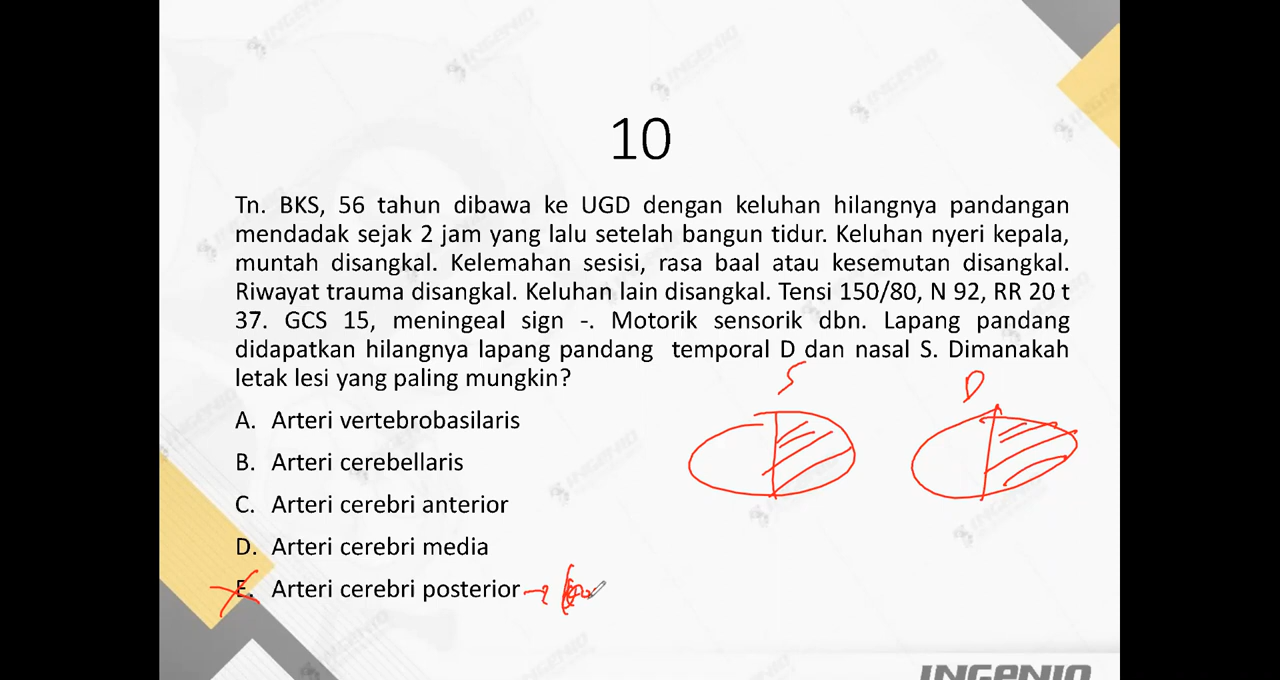 10
Tn. BKS, 56 tahun dibawa ke UGD dengan keluhan hilangnya pandangan
mendadak sejak 2 jam yang lalu setelah bangun tidur. Keluhan nyeri kepala,
muntah disangkal. Kelemahan sesisi, rasa baal atau kesemutan disangkal.
Riwayat trauma disangkal. Keluhan lain disangkal. Tensi 150/80, N 92, RR 20 t
37. GCS 15, meningeal sign -. Motorik sensorik dbn. Lapang pandang
didapatkan hilangnya lapang pandang temporal D dan nasal S. Dimanakah
letak lesi yang paling mungkin?
S D
A. Arteri vertebrobasilaris
B. Arteri cerebellaris
C. Arteri cerebri anterior
D. Arteri cerebri media
E. Arteri cerebri posterior
INGENIO